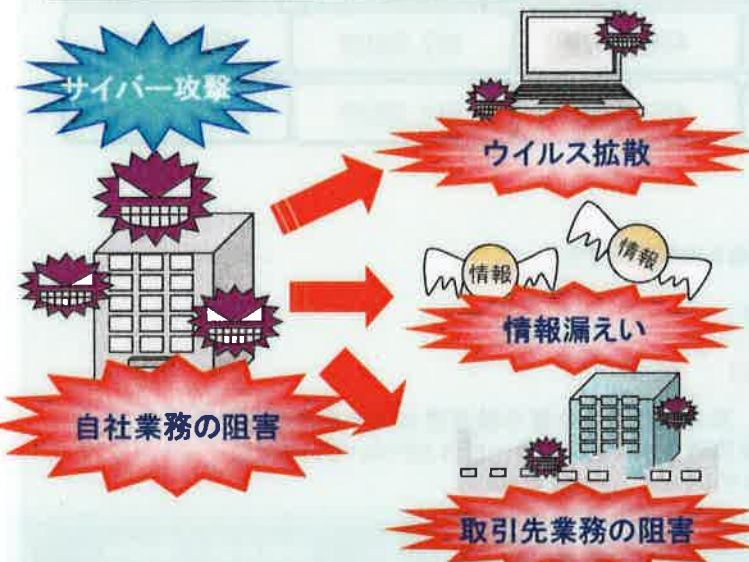 サイバー攻撃
自社業務の阻害
ウイルス拡散
情報
情報
情報漏えい
取引先業務の阻害